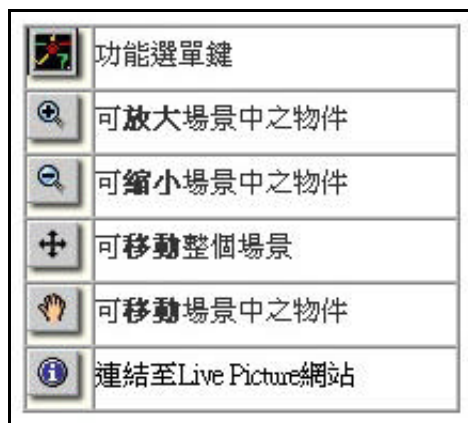 功能選單鍵
可放大場景中之物件
可縮小場景中之物件
可移動整個場景
可移動場景中之物件
連結至Live Picture網站